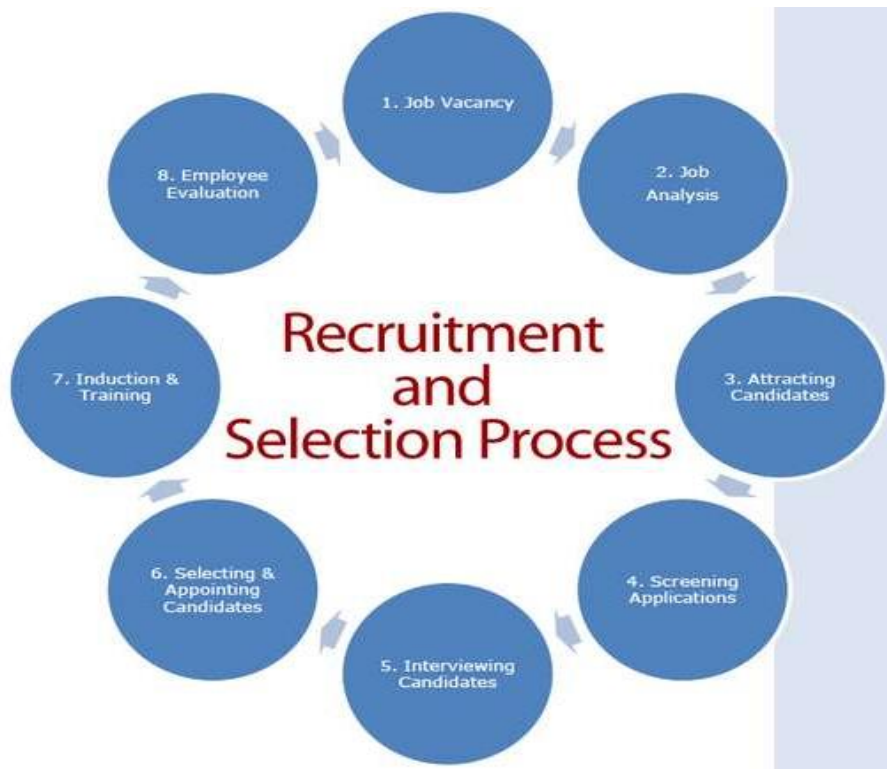 1. Job Vacancy
2. Job
Analysis
3. Attracting
Candidates
4. Screening
Applications
5. Interviewing
Candidates
6. Selecting &
Appointing
Candidates
7. Induction &
Training
8. Employee
Evaluation
Recruitment
and
Selection Process